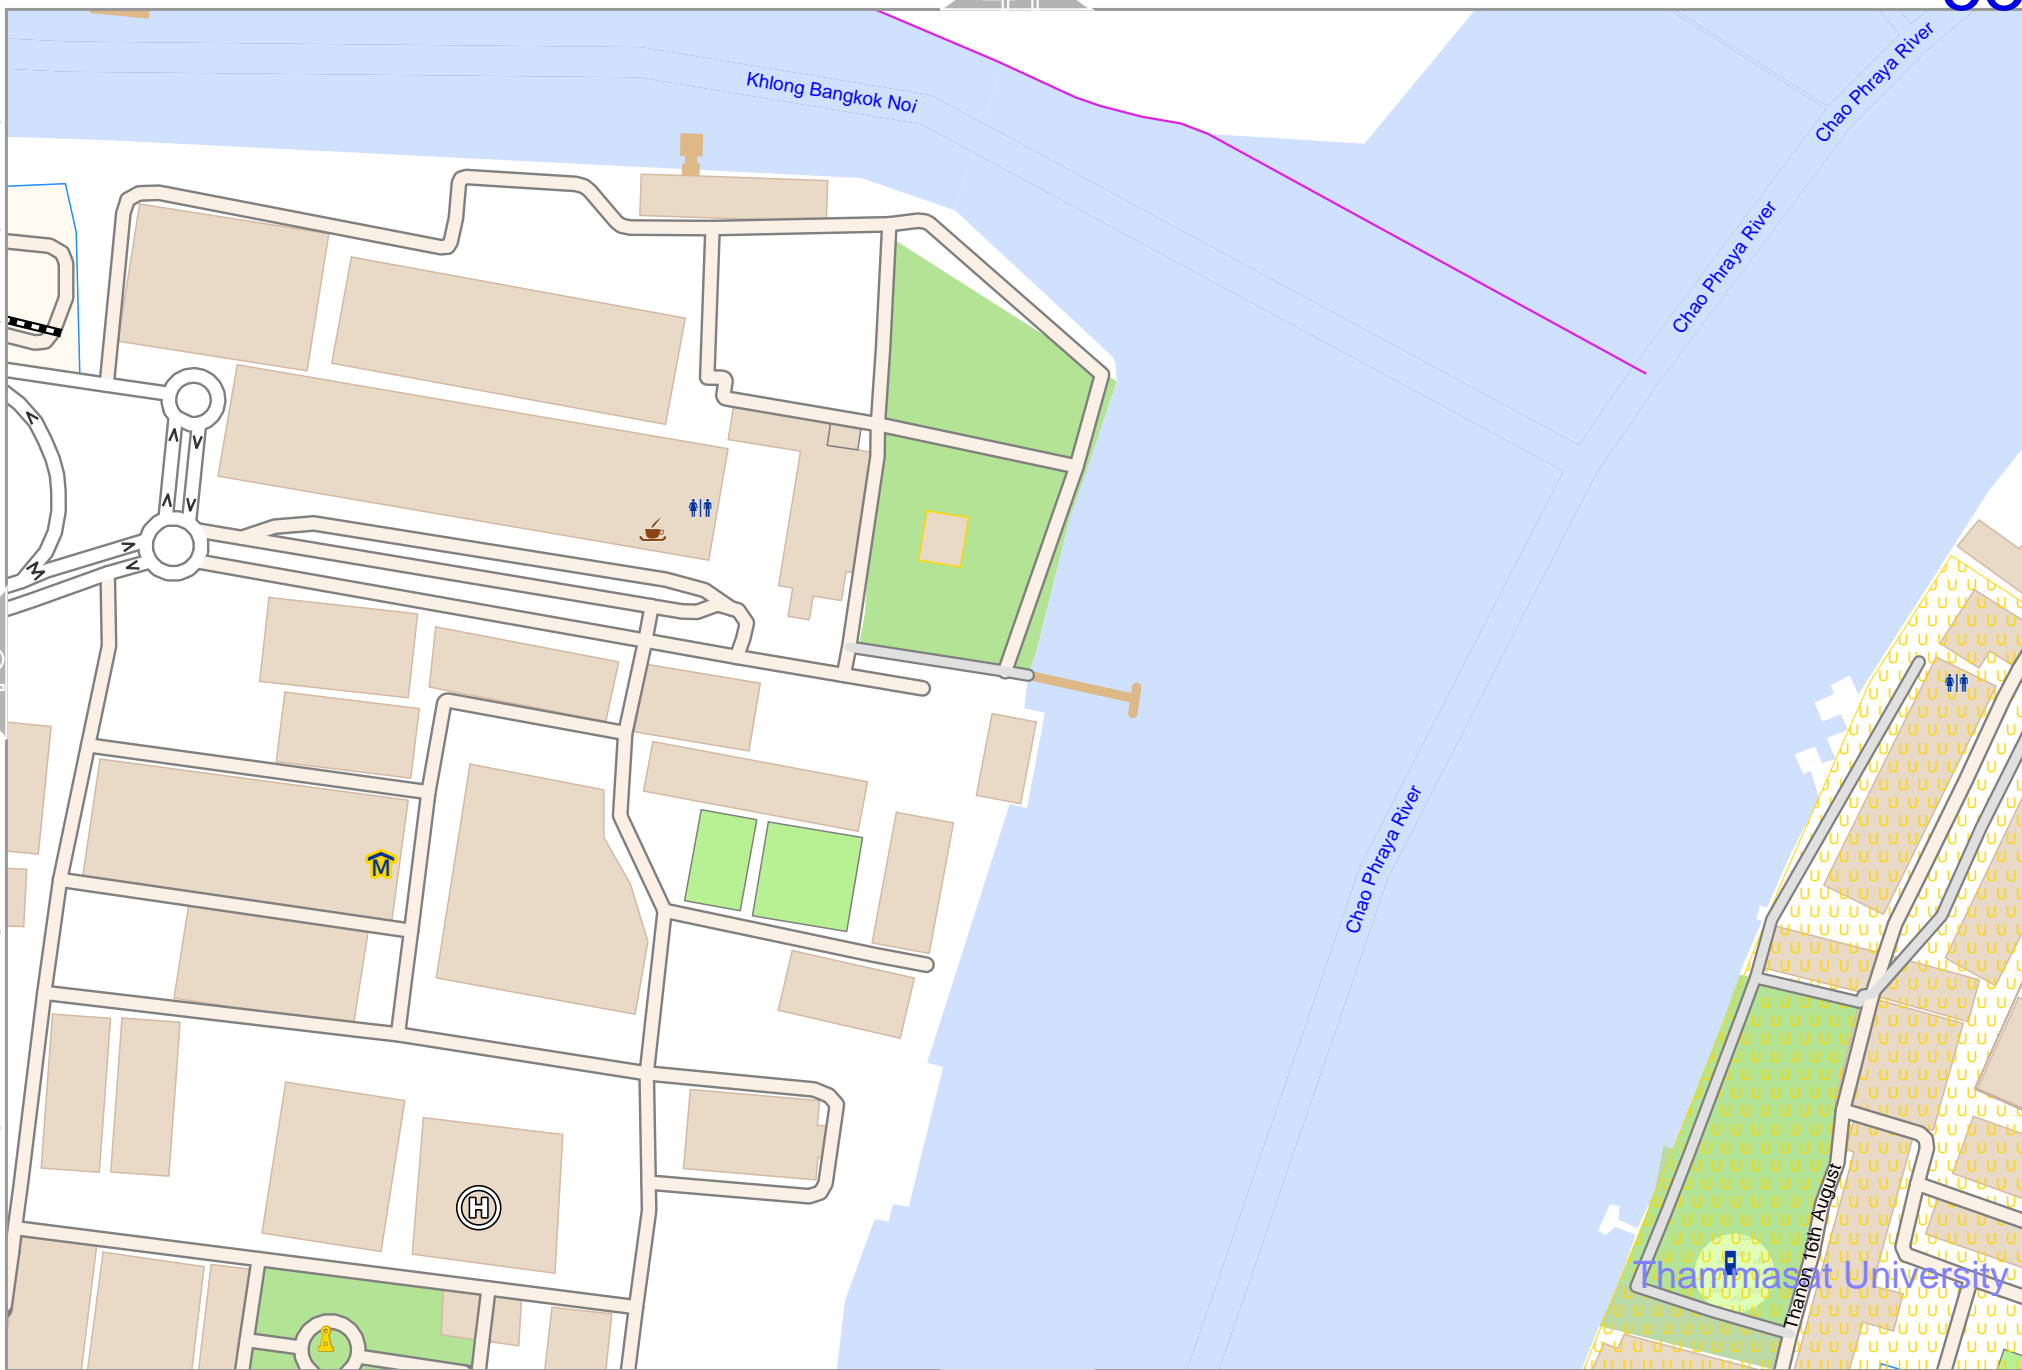 Chao Phraya River
Khlong Bangkok Noi
Chao Phraya River
Chao Phraya River
M
H
Thanon 16th August
Thammasat University